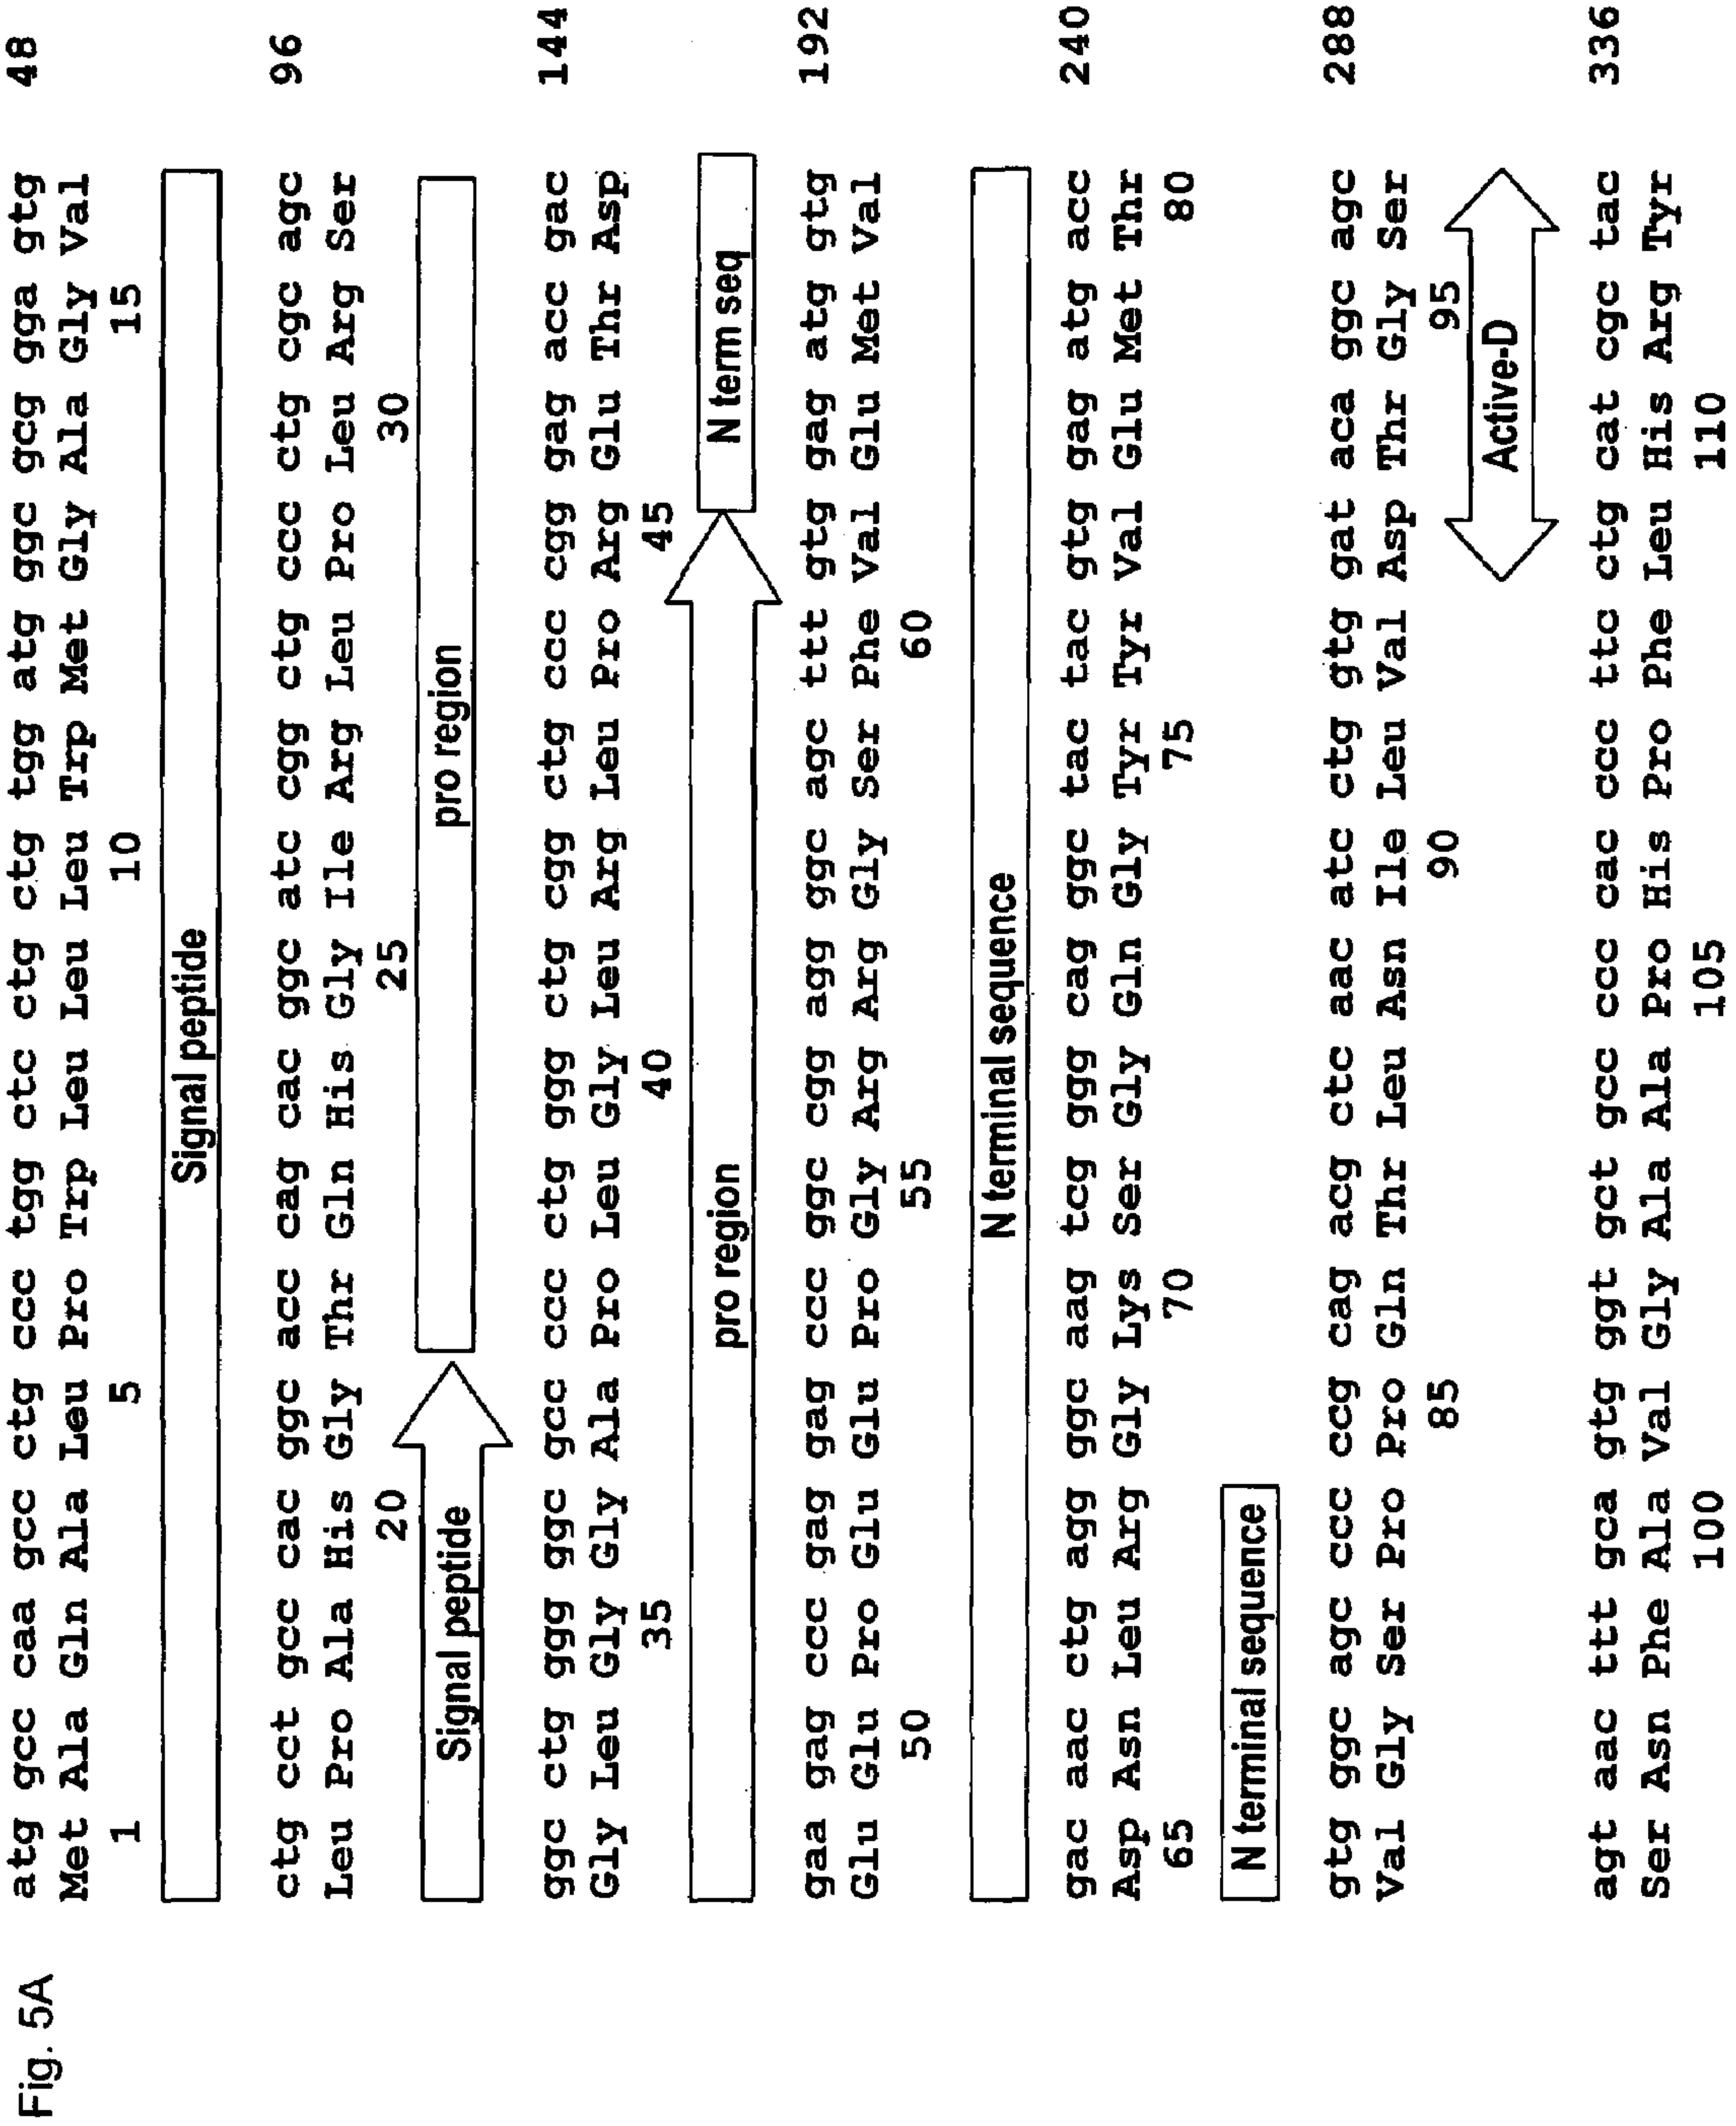 Fig. 5A
atg gcc caa gcc ctg ccc tgg ctc ctg ctg tgg atg ggc gcg gga gtg 48
Met Ala Gln Ala Leu Pro Trp Leu Leu Leu Trp Met Gly Ala Gly Val
1 5 10 15
Signal peptide
ctg cct gcc cac ggc acc cag cac ggc atc cgg ctg ccc ctg cgc agc 96
Leu Pro Ala His Gly Thr Gln His Gly Ile Arg Leu Pro Leu Arg Ser
20 25 30
Signal peptide pro region
ggc ctg ggg ggc gcc ccc ctg ggg ctg cgg ctg ccc cgg gag acc gac 144
Gly Leu Gly Gly Ala Pro Leu Gly Leu Arg Leu Pro Arg Glu Thr Asp
35 40 45
pro region N term seq
gaa gag ccc gag gag ccc ggc cgg agg ggc agc ttt gtg gag atg gtg 192
Glu Glu Pro Glu Glu Pro Gly Arg Arg Gly Ser Phe Val Glu Met Val
50 55 60
N terminal sequence
gac aac ctg agg ggc aag tcg ggg cag ggc tac tac gtg gag atg acc 240
Asp Asn Leu Arg Gly Lys Ser Gly Gln Gly Tyr Tyr Val Glu Met Thr
65 70 75 80
N terminal sequence
gtg ggc agc ccc ccg cag acg ctc aac atc ctg gtg gat aca ggc agc 288
Val Gly Ser Pro Pro Gln Thr Leu Asn Ile Leu Val Asp Thr Gly Ser
85 90 95
Active-D
agt aac ttt gca gtg ggt gct gcc ccc cac ccc ttc ctg cat cgc tac 336
Ser Asn Phe Ala Val Gly Ala Ala Pro His Pro Phe Leu His Arg Tyr
100 105 110